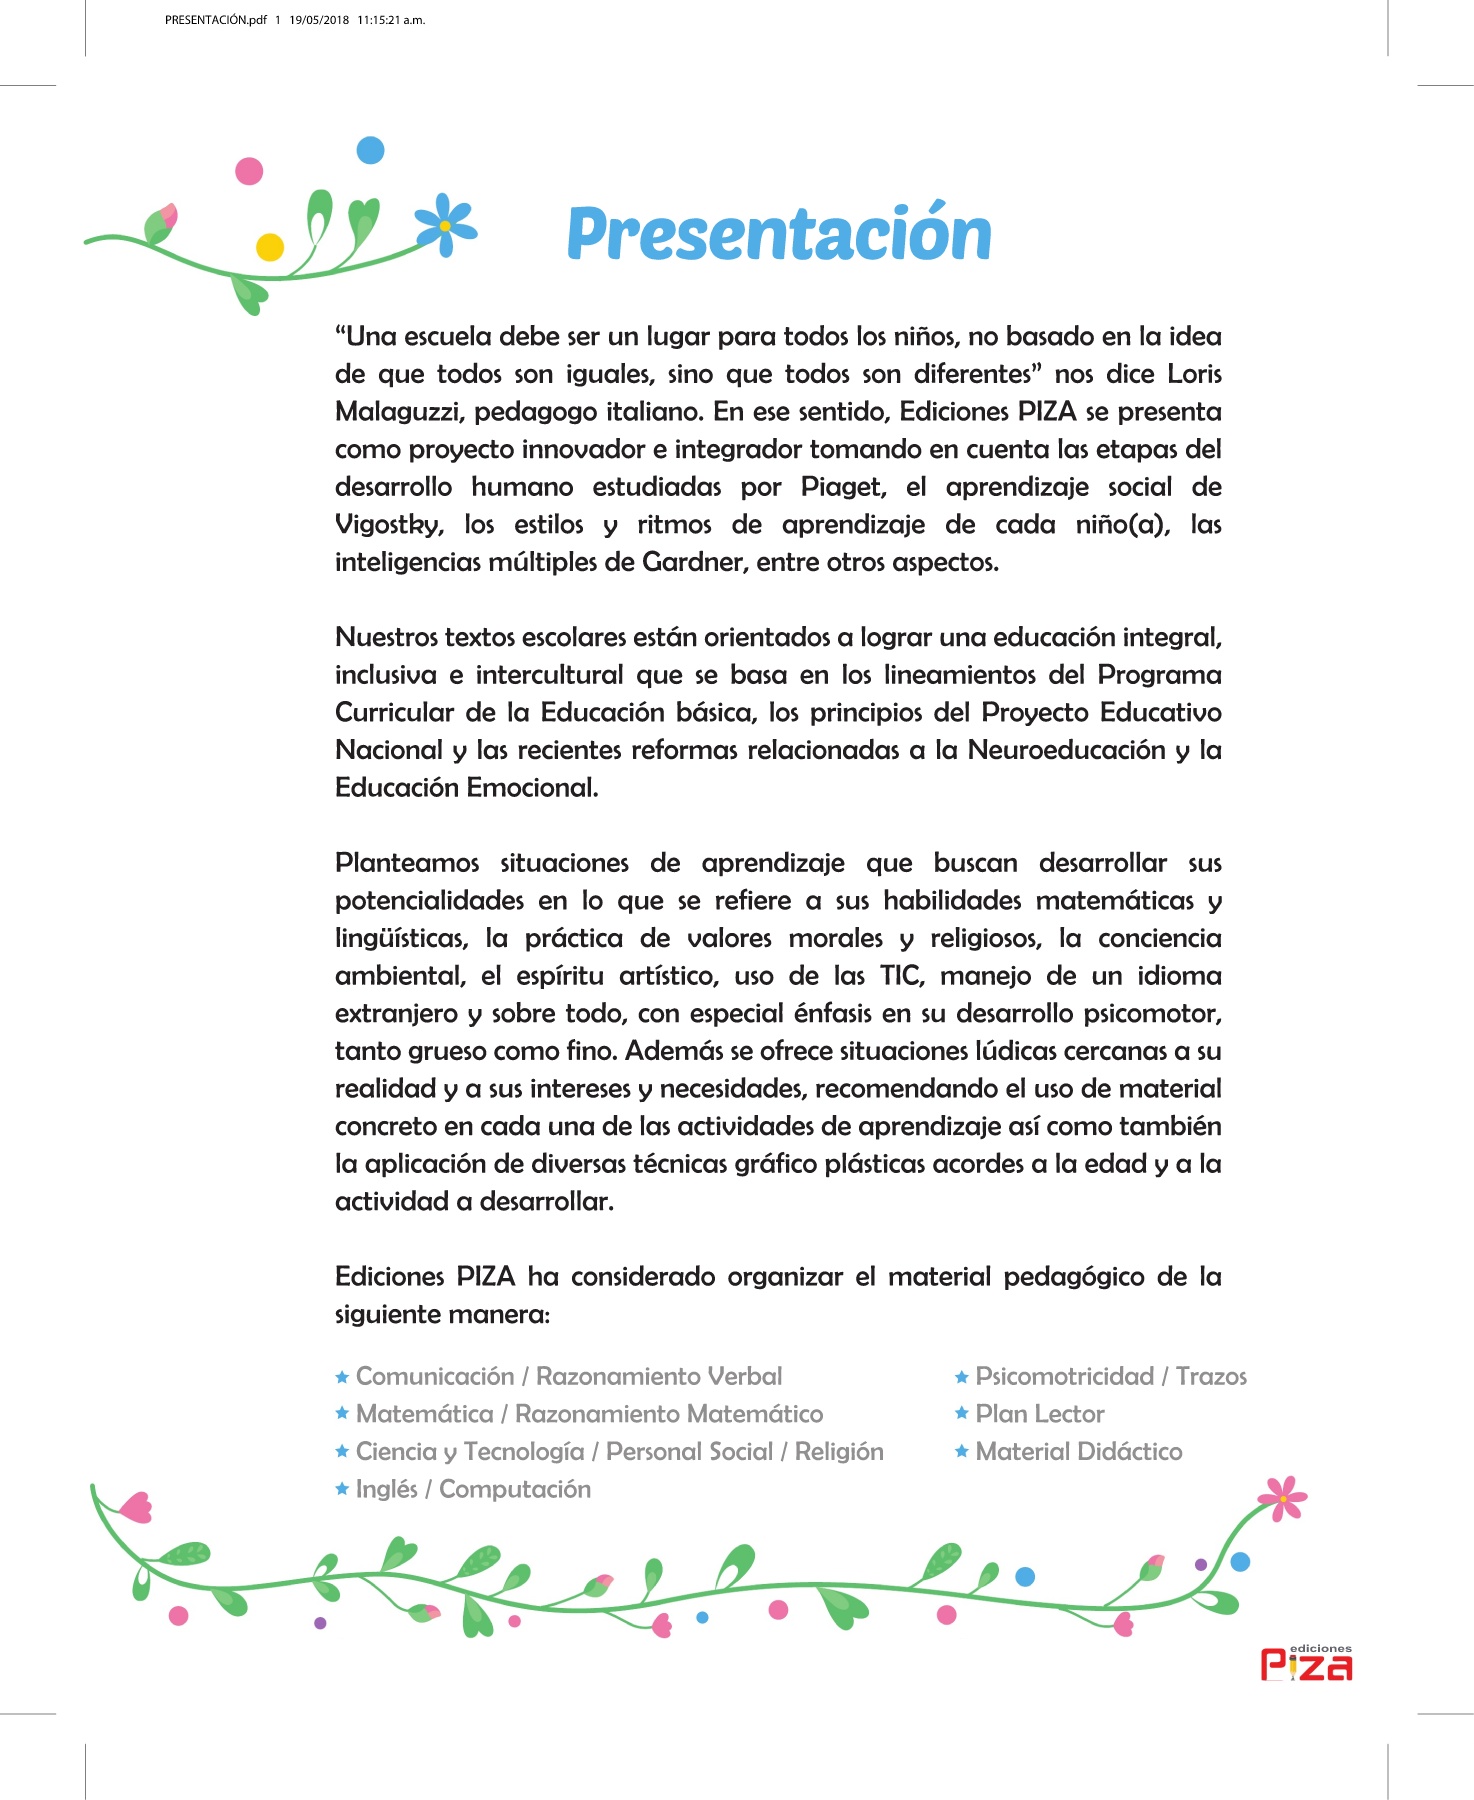 PRESENTACIÓN.pdf 1 19/05/2018 11:15:21 a.m.
Presentación
“Una escuela debe ser un lugar para todos los niños, no basado en la idea
de que todos son iguales, sino que todos son diferentes” nos dice Loris
Malaguzzi, pedagogo italiano. En ese sentido, Ediciones PIZA se presenta
como proyecto innovador e integrador tomando en cuenta las etapas del
desarrollo humano estudiadas por Piaget, el aprendizaje social de
Vigostky, los estilos y ritmos de aprendizaje de cada niño(a), las
inteligencias múltiples de Gardner, entre otros aspectos.
Nuestros textos escolares están orientados a lograr una educación integral,
inclusiva e intercultural que se basa en los lineamientos del Programa
Curricular de la Educación básica, los principios del Proyecto Educativo
Nacional y las recientes reformas relacionadas a la Neuroeducación y la
Educación Emocional.
Planteamos situaciones de aprendizaje que buscan desarrollar sus
potencialidades en lo que se refiere a sus habilidades matemáticas y
lingüísticas, la práctica de valores morales y religiosos, la conciencia
ambiental, el espíritu artístico, uso de las TIC, manejo de un idioma
extranjero y sobre todo, con especial énfasis en su desarrollo psicomotor,
tanto grueso como fino. Además se ofrece situaciones lúdicas cercanas a su
realidad y a sus intereses y necesidades, recomendando el uso de material
concreto en cada una de las actividades de aprendizaje así como también
la aplicación de diversas técnicas gráfico plásticas acordes a la edad y a la
actividad a desarrollar.
Ediciones PIZA ha considerado organizar el material pedagógico de la
siguiente manera:
Comunicación / Razonamiento Verbal
Matemática / Razonamiento Matemático
Ciencia y Tecnología / Personal Social / Religión
Inglés / Computación
Psicomotricidad / Trazos
Plan Lector
Material Didáctico
ediciones
Piza